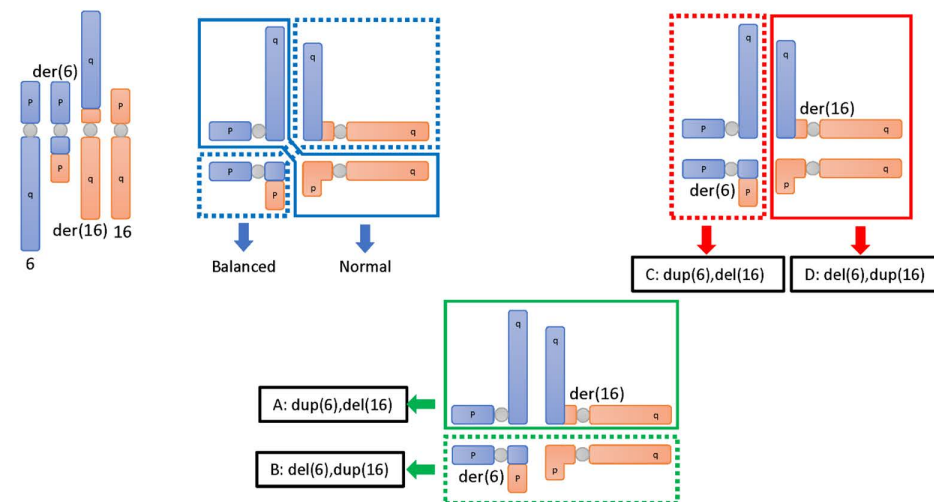 der(6)
q
P
P
P
q
P
q
q
der(16)
16
6
q
q
P
q
P
P
p
q
Balanced
Normal
q
q
der(16)
P
q
P
der(6)
P
p
q
C: dup(6),del(16)
D: del(6),dup(16)
q
q
der(16)
A: dup(6),del(16)
P
q
B: del(6),dup(16)
P
der(6)
P
p
q